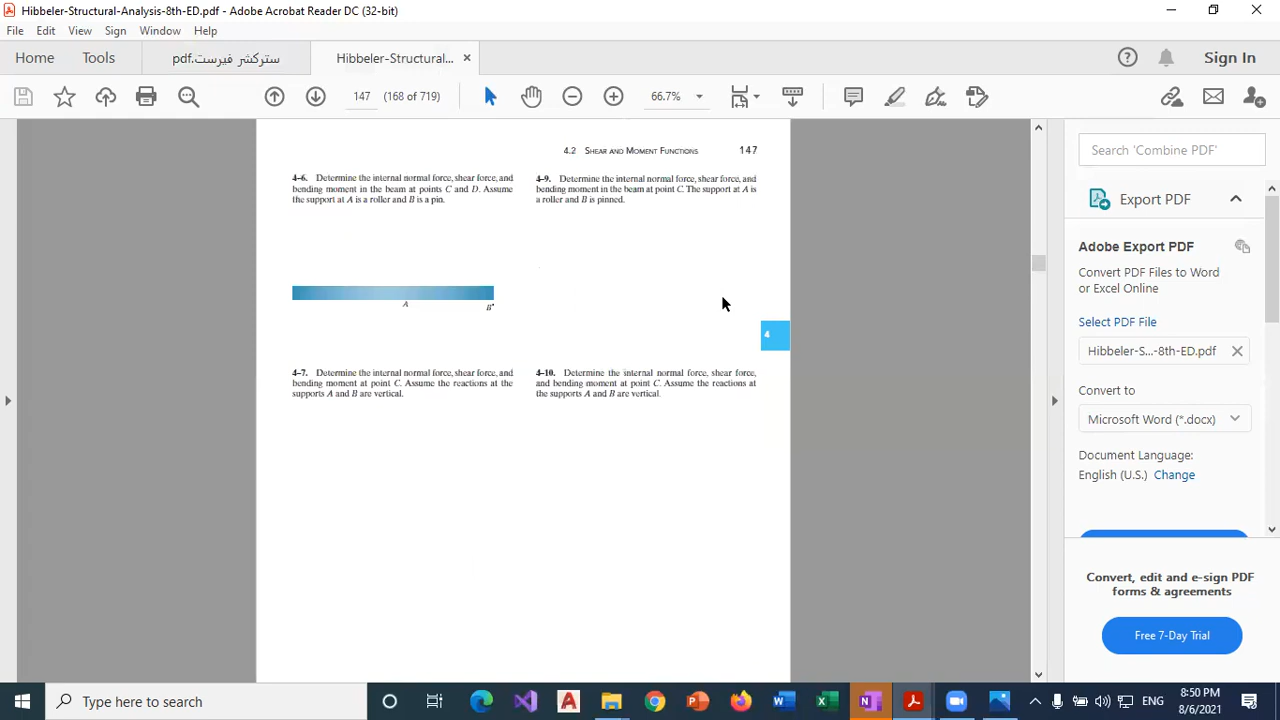 Hibbeler-Structural-Analysis-8th-ED.pdf - Adobe Acrobat Reader DC (32-bit)
File Edit View Sign Window Help
Home Tools ستركشر فيرست.pdf Hibbeler-Structural... Sign In
147 (168 of 719) 66.7%
4.2 SHEAR AND MOMENT FUNCTIONS 147
4–6. Determine the internal normal force, shear force, and
bending moment in the beam at points C and D. Assume
the support at A is a roller and B is a pin.
A
B
4–7. Determine the internal normal force, shear force, and
bending moment at point C. Assume the reactions at the
supports A and B are vertical.
4–9. Determine the internal normal force, shear force, and
bending moment in the beam at point C. The support at A is
a roller and B is pinned.
4
4–10. Determine the internal normal force, shear force,
and bending moment at point C. Assume the reactions at
the supports A and B are vertical.
Search 'Combine PDF'
Export PDF
Adobe Export PDF
Convert PDF Files to Word
or Excel Online
Select PDF File
Hibbeler-S...-8th-ED.pdf
Convert to
Microsoft Word (*.docx)
Document Language:
English (U.S.) Change
Convert, edit and e-sign PDF
forms & agreements
Free 7-Day Trial
Type here to search
ENG
8:50 PM
8/6/2021